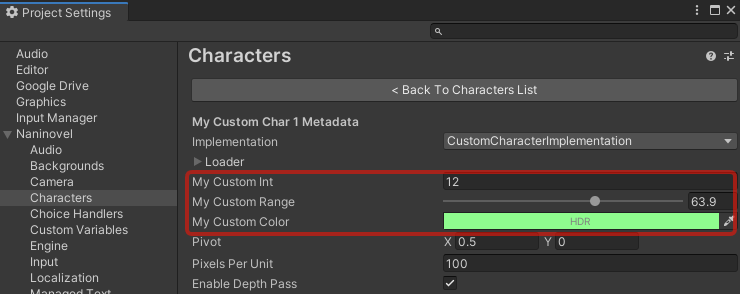 Project Settings
Audio
Editor
Google Drive
Graphics
Input Manager
Naninovel
Audio
Backgrounds
Camera
Characters
Choice Handlers
Custom Variables
Engine
Input
Localization
Managed Text
Characters
< Back To Characters List
My Custom Char 1 Metadata
Implementation CustomCharacterImplementation
Loader
My Custom Int 12
My Custom Range 63.9
My Custom Color HDR
Pivot X 0.5 Y 0
Pixels Per Unit 100
Enable Depth Pass